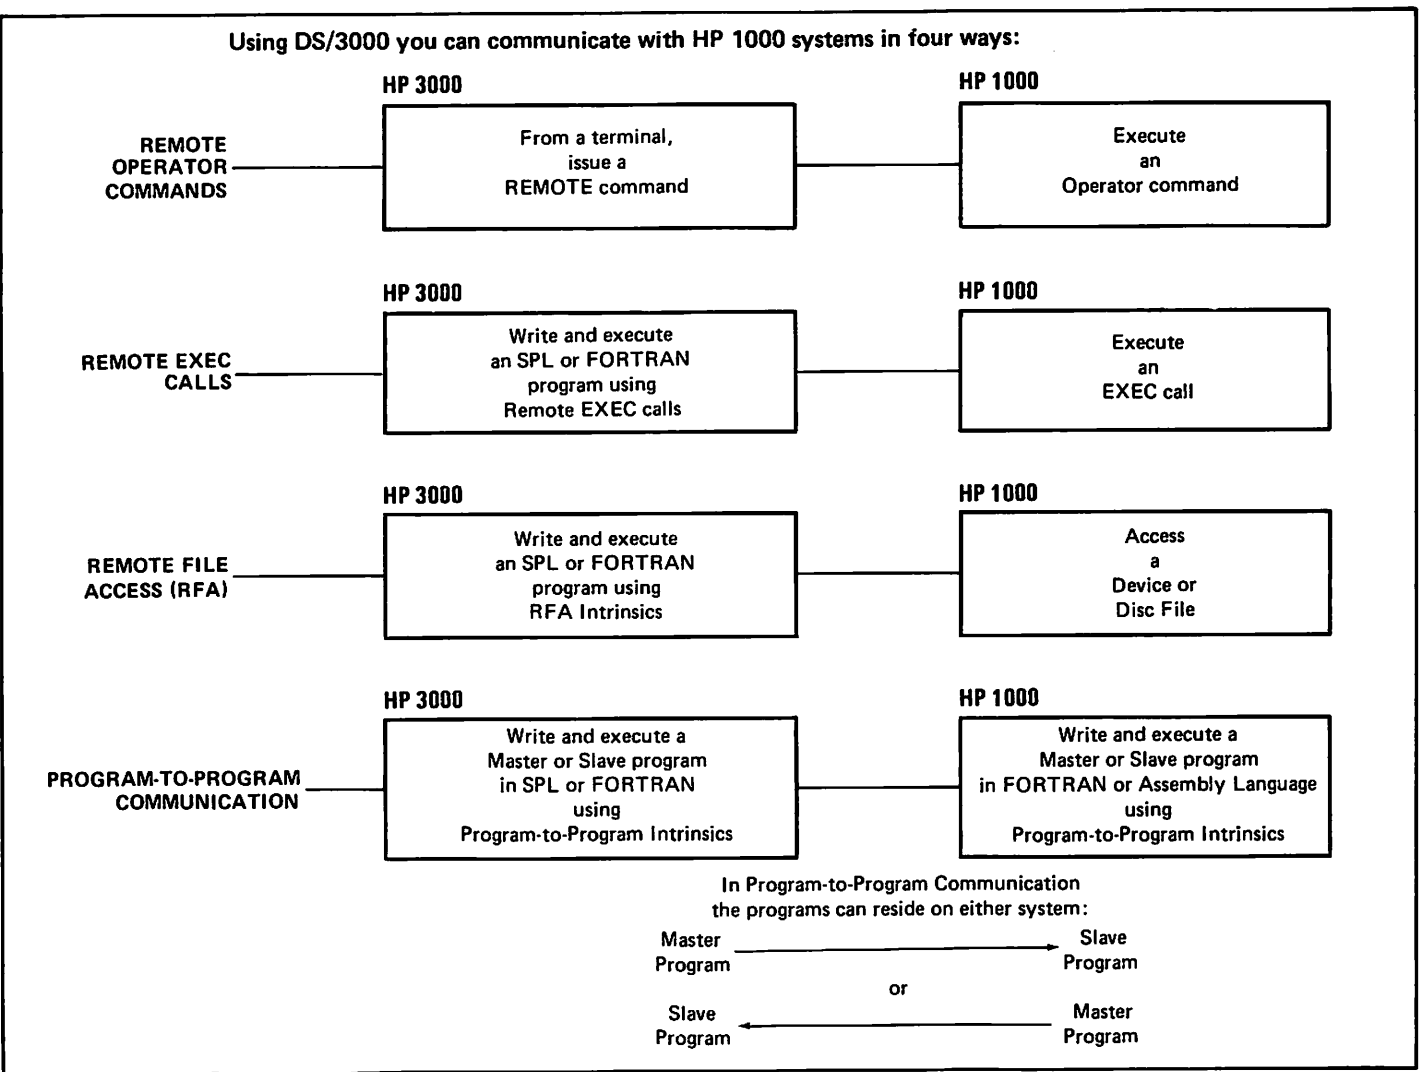 Using DS/3000 you can communicate with HP 1000 systems in four ways:
HP 3000
HP 1000
REMOTE
OPERATOR
COMMANDS
From a terminal,
issue a
REMOTE command
Execute
an
Operator command
HP 3000
HP 1000
REMOTE EXEC
CALLS
Write and execute
an SPL or FORTRAN
program using
Remote EXEC calls
Execute
an
EXEC call
HP 3000
HP 1000
REMOTE FILE
ACCESS (RFA)
Write and execute
an SPL or FORTRAN
program using
RFA Intrinsics
Access
a
Device or
Disc File
HP 3000
HP 1000
PROGRAM-TO-PROGRAM
COMMUNICATION
Write and execute a
Master or Slave program
in SPL or FORTRAN
using
Program-to-Program Intrinsics
Write and execute a
Master or Slave program
in FORTRAN or Assembly Language
using
Program-to-Program Intrinsics
In Program-to-Program Communication
the programs can reside on either system:
Master
Program
Slave
Program
or
Slave
Program
Master
Program